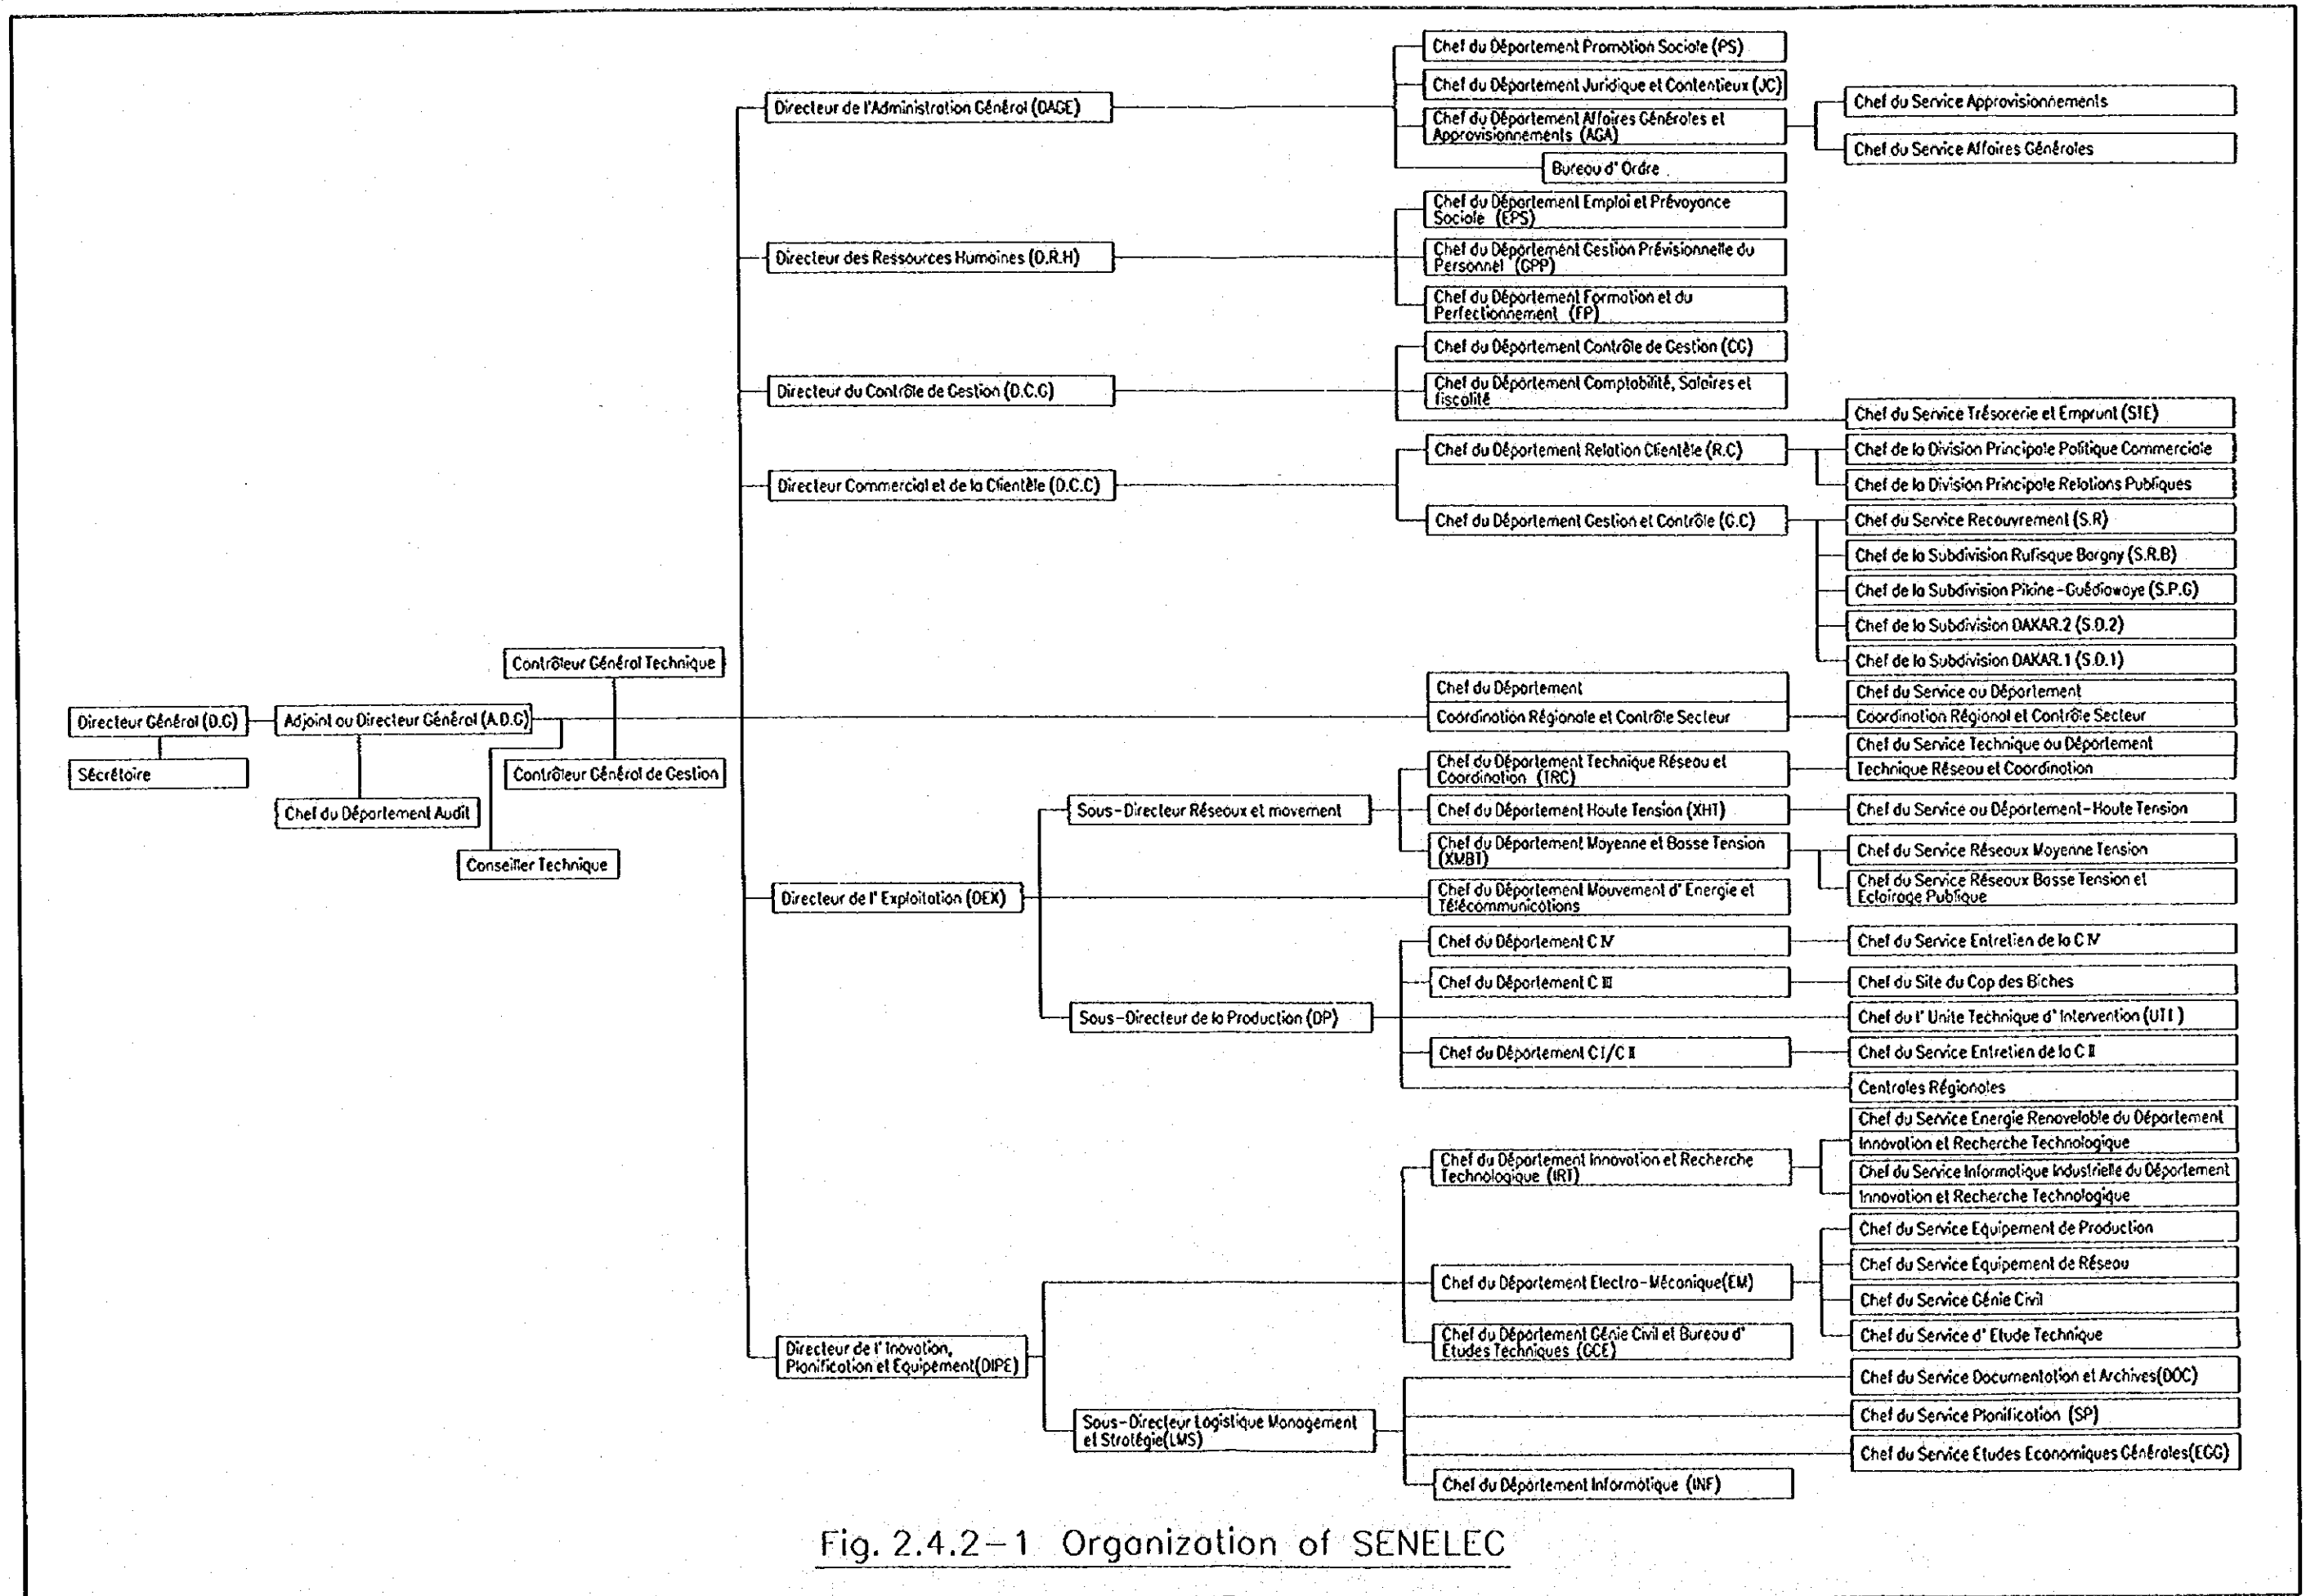 Chef du Département Promotion Sociale (PS)
Chef du Département Juridique et Contentieux (JC)
Directeur de l'Administration Général (DAGE)
Chef du Département Affaires Générales et
Approvisionnements (AGA)
Chef du Service Approvisionnements
Chef du Service Affaires Générales
Bureau d' Ordre
Chef du Département Emploi et Prévoyance
Sociale (EPS)
Directeur des Ressources Humaines (D.R.H)
Chef du Département Gestion Prévisionnelle du
Personnel (GPP)
Chef du Département Formation et du
Perfectionnement (FP)
Chef du Département Contrôle de Gestion (CG)
Directeur du Contrôle de Gestion (D.C.G)
Chef du Département Comptabilité, Salaires et
fiscalité
Chef du Service Trésorerie et Emprunt (STE)
Chef du Département Relation Clientèle (R.C)
Chef de la Division Principale Politique Commerciale
Chef de la Division Principale Relations Publiques
Directeur Commercial et de la Clientèle (D.C.C)
Chef du Département Gestion et Contrôle (G.C)
Chef du Service Recouvrement (S.R)
Chef de la Subdivision Rufisque Bargny (S.R.B)
Chef de la Subdivision Pikine-Guédiawaye (S.P.G)
Chef de la Subdivision DAKAR.2 (S.D.2)
Chef de la Subdivision DAKAR.1 (S.D.1)
Contrôleur Général Technique
Directeur Général (D.G)
Adjoint au Directeur Général (A.D.G)
Chef du Département
Coordination Régionale et Contrôle Secteur
Chef du Service au Département
Coordination Régional et Contrôle Secteur
Sécrétaire
Contrôleur Général de Gestion
Chef du Département Audit
Conseiller Technique
Chef du Département Technique Réseau et
Coordination (TRC)
Chef du Service Technique au Département
Technique Réseau et Coordination
Sous-Directeur Réseaux et movement
Chef du Département Haute Tension (XHT)
Chef du Service au Département-Haute Tension
Chef du Département Moyenne et Basse Tension
(XMBT)
Chef du Service Réseaux Moyenne Tension
Chef du Service Réseaux Basse Tension et
Eclairage Publique
Directeur de l' Exploitation (DEX)
Chef du Département Mouvement d' Energie et
Télécommunications
Chef du Département C IV
Chef du Service Entretien de la C IV
Chef du Département C III
Chef du Site du Cap des Biches
Sous-Directeur de la Production (DP)
Chef du l' Unite Technique d' Intervention (UTI )
Chef du Département C I/C II
Chef du Service Entretien de la C II
Centrales Régionales
Chef du Département Innovation et Recherche
Technologique (IRT)
Chef du Service Energie Renovelable du Département
Innovation et Recherche Technologique
Chef du Service Informatique Industrielle du Département
Innovation et Recherche Technologique
Chef du Département Electro-Mécanique(EM)
Chef du Service Equipement de Production
Chef du Service Equipement de Réseau
Chef du Service Génie Civil
Chef du Service d' Etude Technique
Directeur de l' Inovation,
Planification et Equipement(DIPE)
Chef du Département Génie Civil et Bureau d'
Etudes Techniques (GCE)
Sous-Directeur Logistique Management
et Stratégie(LMS)
Chef du Service Documentation et Archives(DOC)
Chef du Service Planification (SP)
Chef du Service Etudes Economiques Générales(EGG)
Chef du Département Informatique (INF)
Fig. 2.4.2-1 Organization of SENELEC